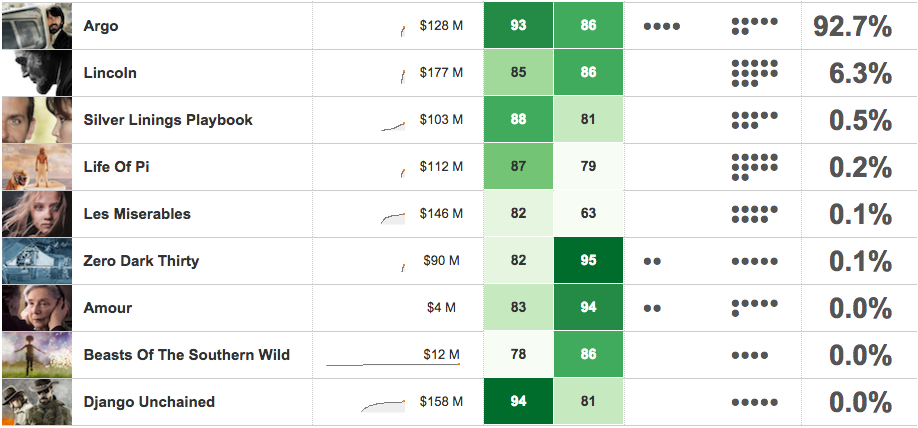 Argo $128 M 93 86 92.7%
Lincoln $177 M 85 86 6.3%
Silver Linings Playbook $103 M 88 81 0.5%
Life Of Pi $112 M 87 79 0.2%
Les Miserables $146 M 82 63 0.1%
Zero Dark Thirty $90 M 82 95 0.1%
Amour $4 M 83 94 0.0%
Beasts Of The Southern Wild $12 M 78 86 0.0%
Django Unchained $158 M 94 81 0.0%